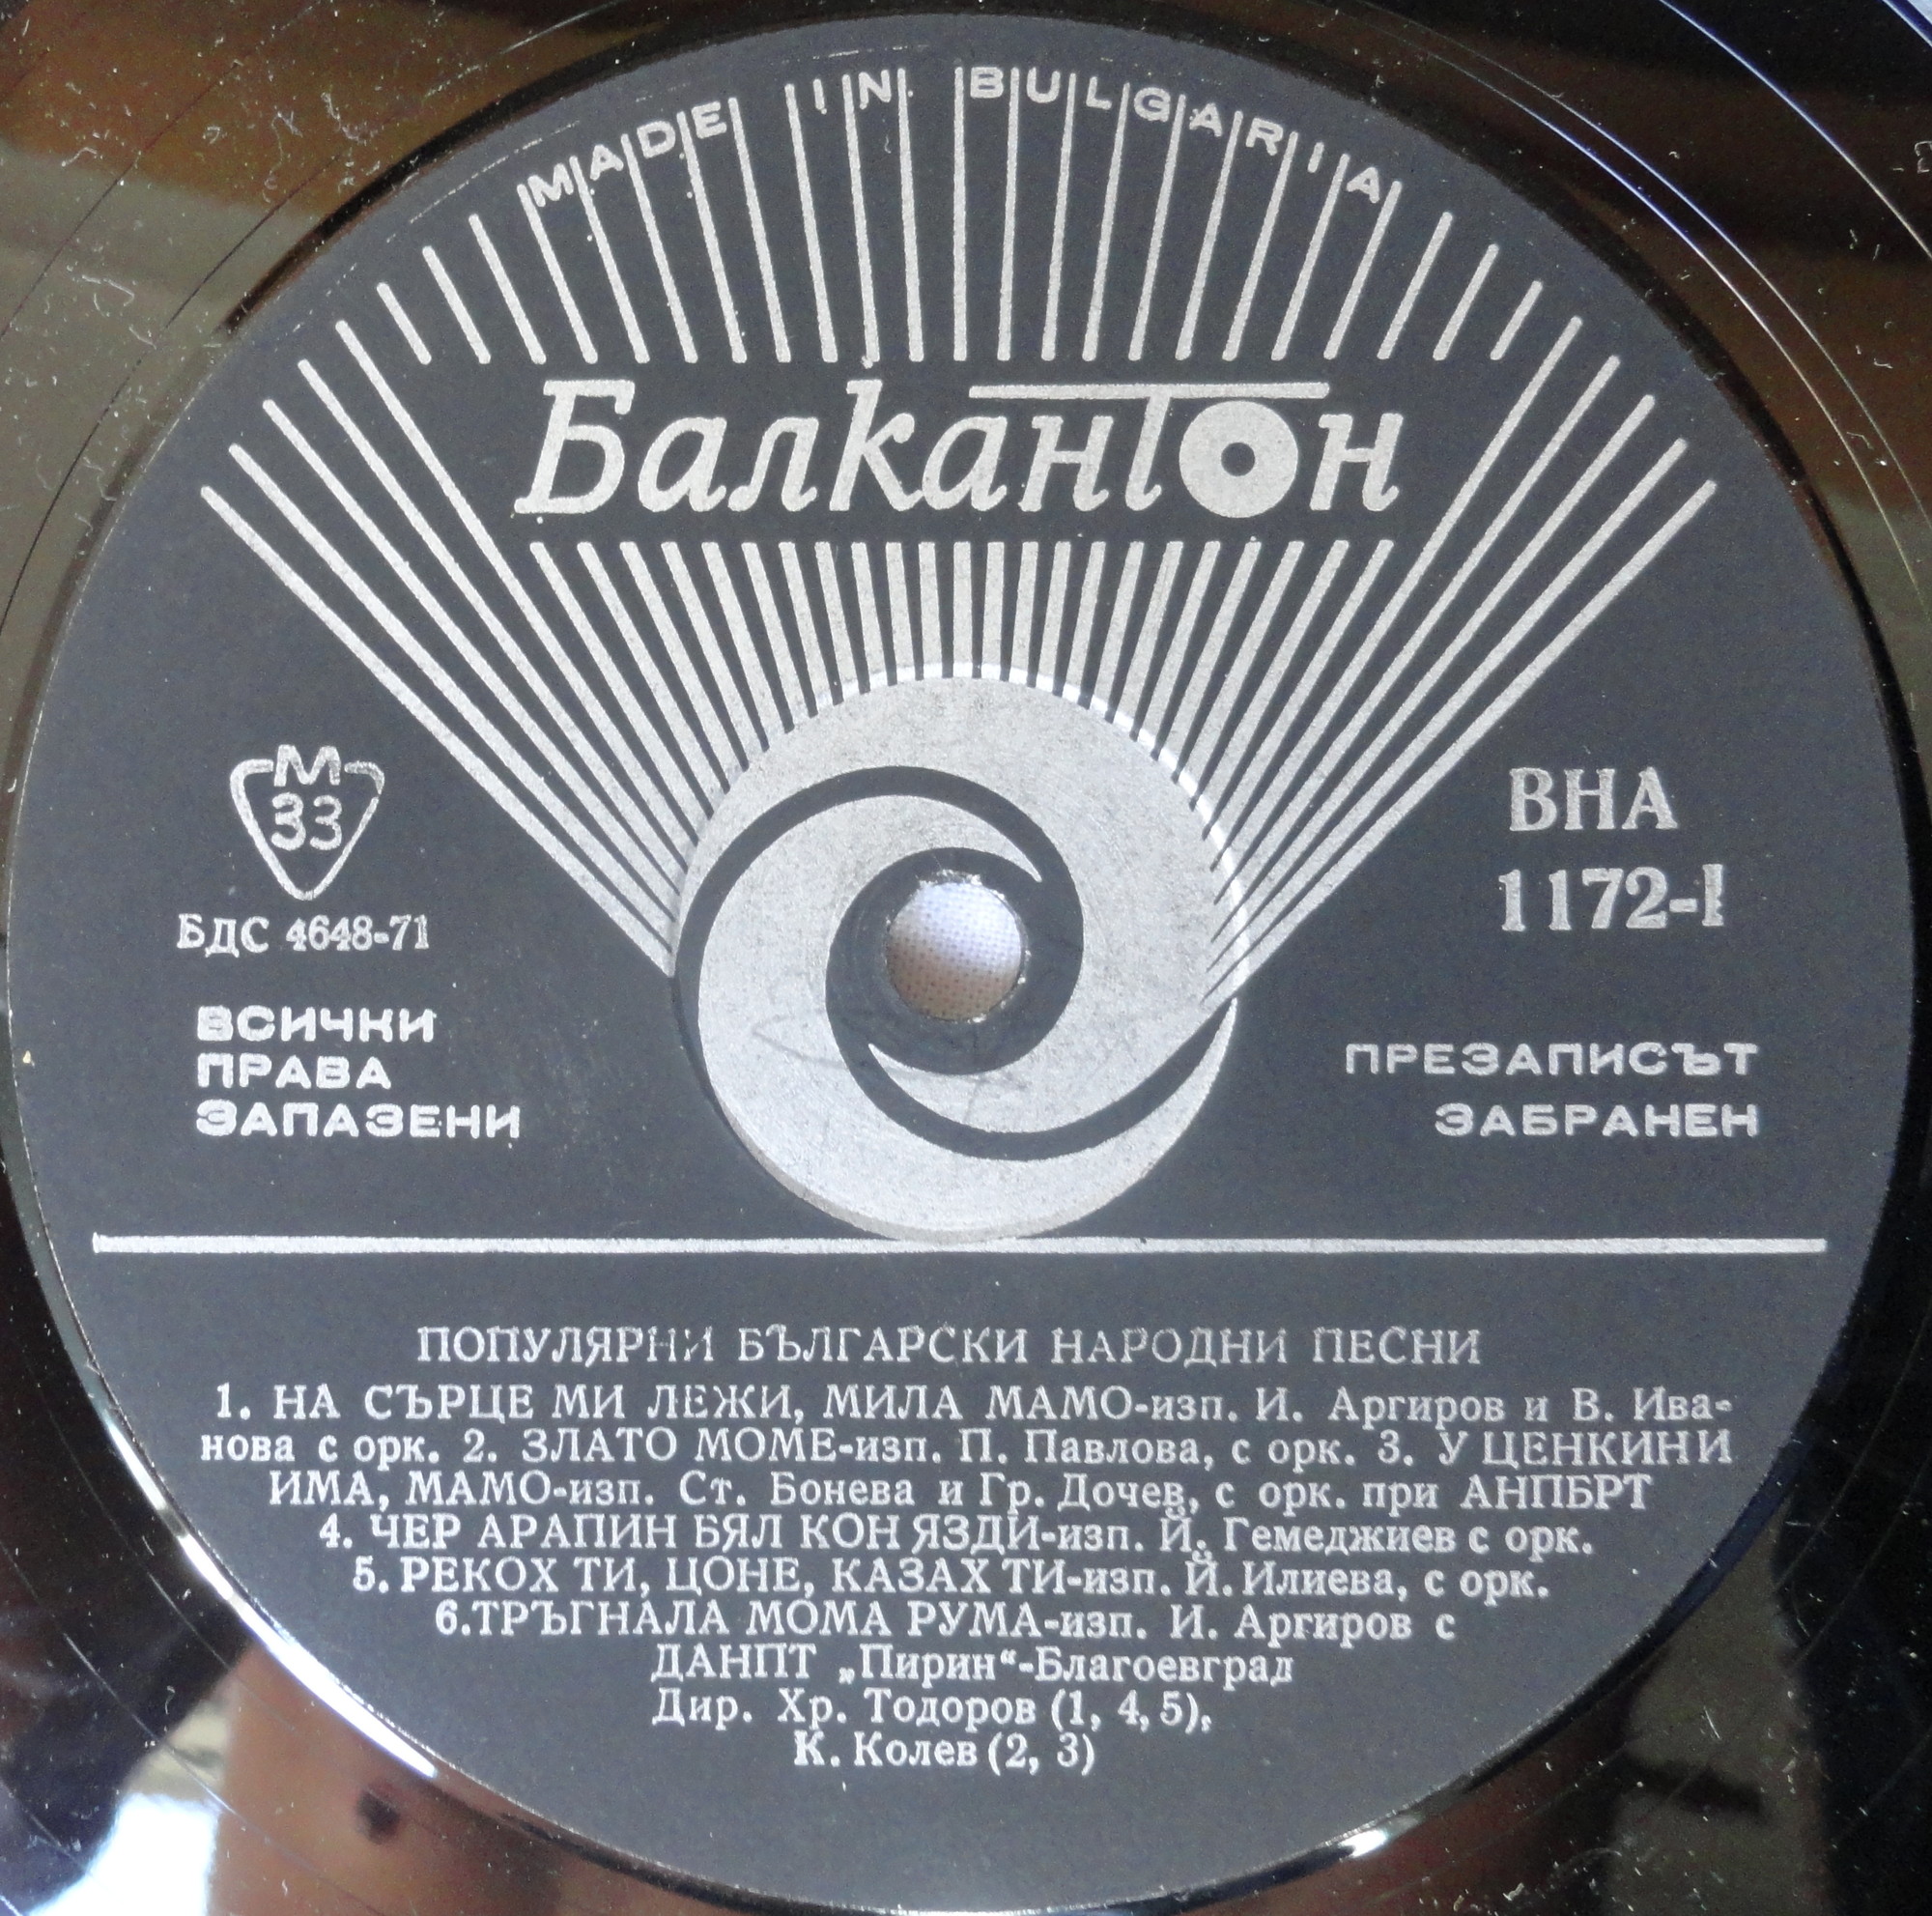 MADE IN BULGARIA
Балкантон
М
33
БДС 4648-71
ВСИЧКИ
ПРАВА
ЗАПАЗЕНИ
ВНА
1172-I
ПРЕЗАПИСЪТ
ЗАБРАНЕН
ПОПУЛЯРНИ БЪЛГАРСКИ НАРОДНИ ПЕСНИ
1. НА СЪРЦЕ МИ ЛЕЖИ, МИЛА МАМО-изп. И. Аргиров и В. Ива-
нова с орк. 2. ЗЛАТО МОМЕ-изп. П. Павлова, с орк. 3. У ЦЕНКИНИ
ИМА, МАМО-изп. Ст. Бонева и Гр. Дочев, с орк. при АНПБРТ
4. ЧЕР АРАПИН БЯЛ КОН ЯЗДИ-изп. Й. Гемеджиев с орк.
5. РЕКОХ ТИ, ЦОНЕ, КАЗАХ ТИ-изп. Й. Илиева, с орк.
6.ТРЪГНАЛА МОМА РУМА-изп. И. Аргиров с
ДАНПТ „Пирин“-Благоевград
Дир. Хр. Тодоров (1, 4, 5),
К. Колев (2, 3)